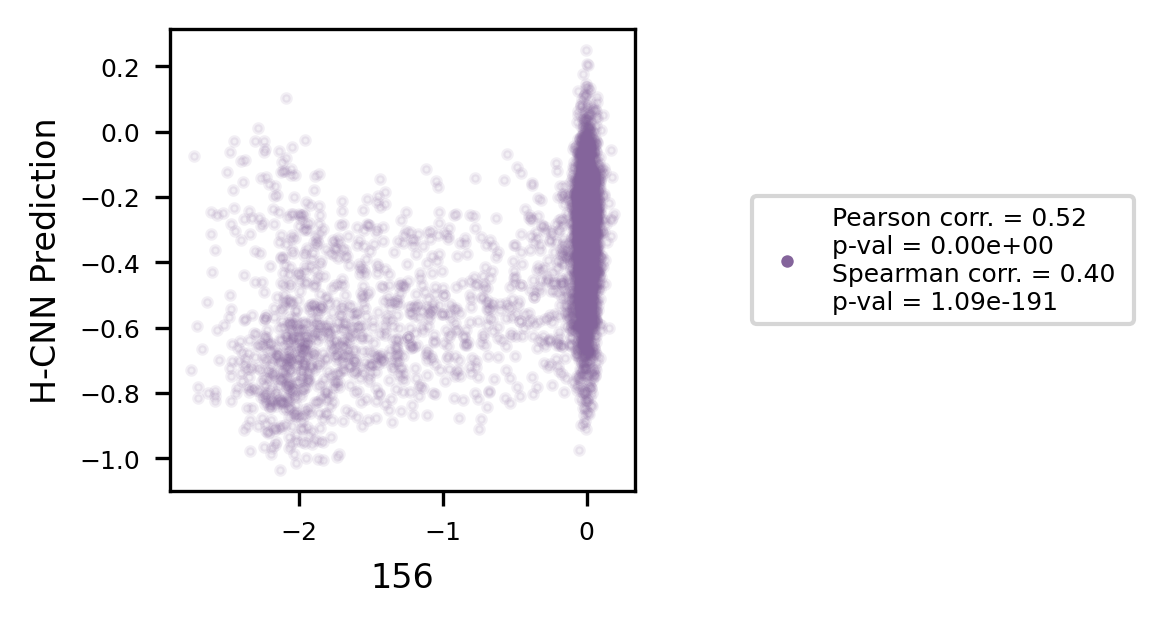 H-CNN Prediction
0.2
0.0
−0.2
−0.4
−0.6
−0.8
−1.0
−2
−1
0
156
Pearson corr. = 0.52
p-val = 0.00e+00
Spearman corr. = 0.40
p-val = 1.09e-191